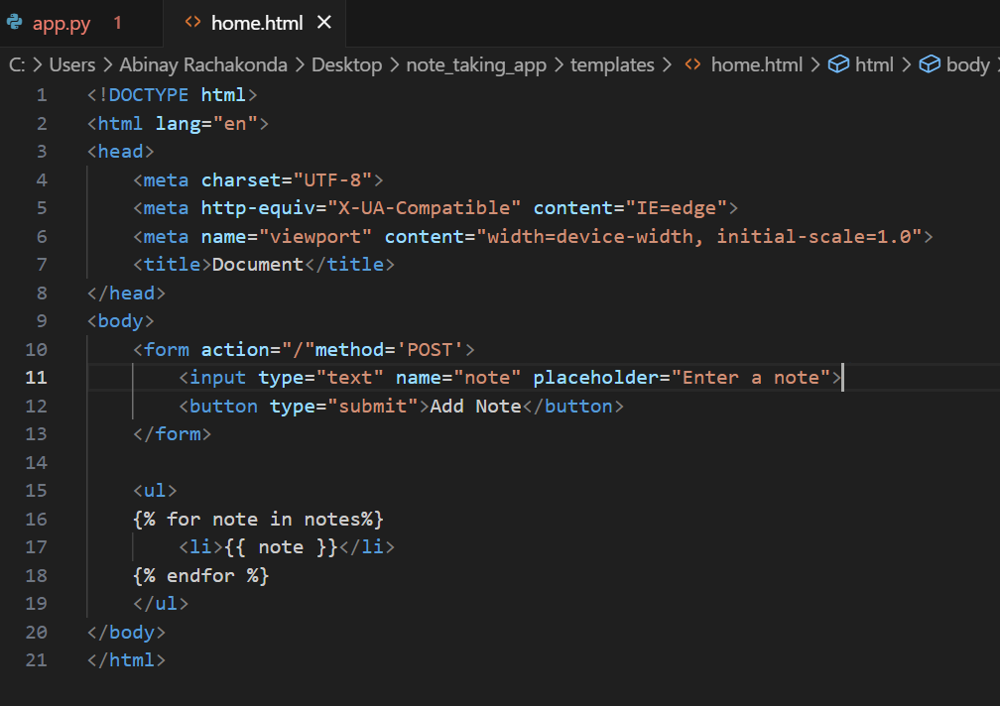 app.py 1 home.html
C: > Users > Abinay Rachakonda > Desktop > note_taking_app > templates > home.html > html > body
1 <!DOCTYPE html>
2 <html lang="en">
3 <head>
4     <meta charset="UTF-8">
5     <meta http-equiv="X-UA-Compatible" content="IE=edge">
6     <meta name="viewport" content="width=device-width, initial-scale=1.0">
7     <title>Document</title>
8 </head>
9 <body>
10     <form action="/"method='POST'>
11         <input type="text" name="note" placeholder="Enter a note">
12         <button type="submit">Add Note</button>
13     </form>
14
15     <ul>
16     {% for note in notes%}
17         <li>{{ note }}</li>
18     {% endfor %}
19     </ul>
20 </body>
21 </html>